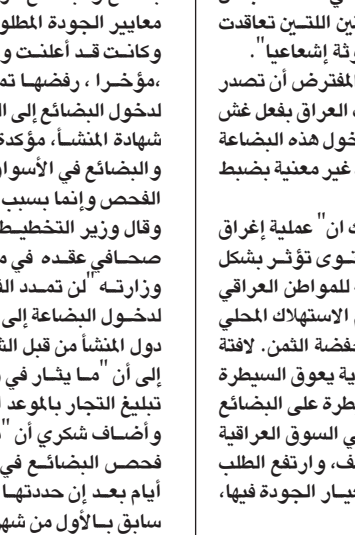 معايير الجودة المطلو
وكانت قد أعلنت و
،مؤخرا ، رفضها تم
لدخول البضائع إلى ال
شهادة المنشأ، مؤكدة
والبضائع في الأسوا
الفحص وإنما بسبب
وقال وزير التخطيط
صحافي عقده في م
وزارته "لن تمدد الف
لدخول البضاعة إلى
دول المنشأ من قبل الش
إلى أن "ما يثار في و
تبليغ التجار بالموعد ا
وأضاف شكري أن "
فحص البضائع في
أيام بعد إن حددتها
سابق بالأول من شهر
ين اللتين تعاقدت
وثة إشعاعيا".
لمفترض أن تصدر
ل العراق بفعل غش
خول هذه البضاعة
غير معنية بضبط
ان" عملية إغراق
توى تؤثر بشكل
للمواطن العراقي
الاستهلاك المحلي
خفضة الثمن. لافتة
ية يعوق السيطرة
طرة على البضائع
ي السوق العراقية
ف، وارتفع الطلب
عيار الجودة فيها،